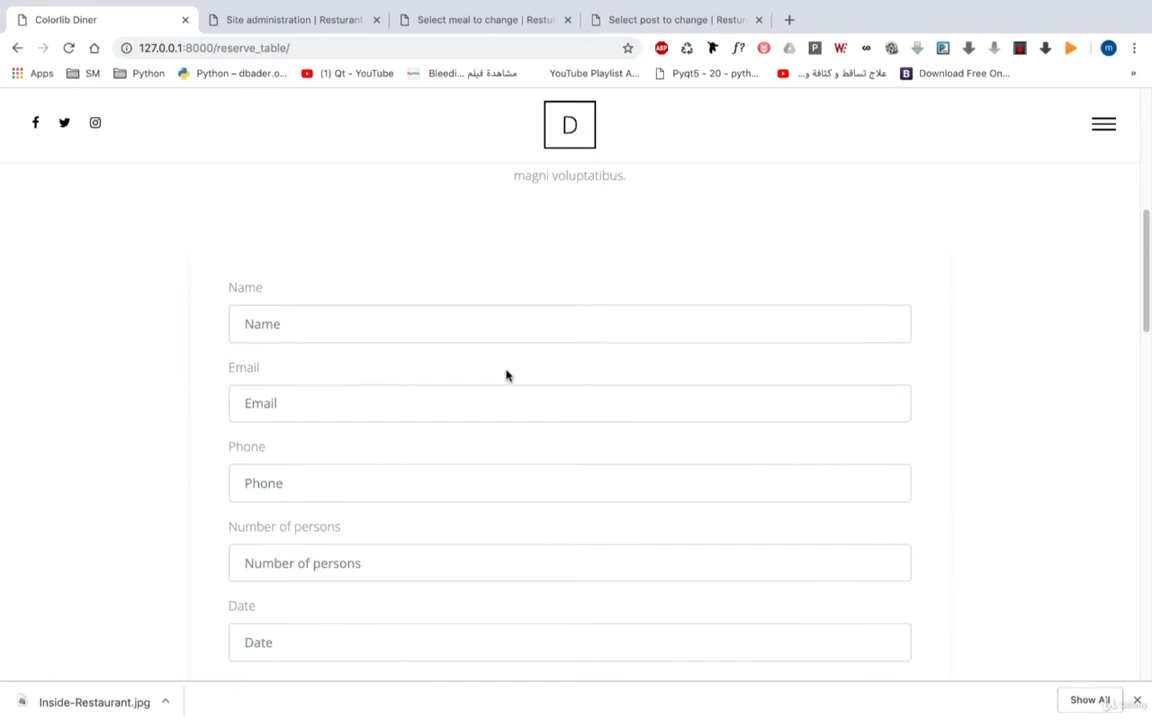 Colorlib Diner
Site administration | Resturant
Select meal to change | Restur
Select post to change | Restur
127.0.0.1:8000/reserve_table/
ABP
f?
P
W
m
Apps
SM
Python
Python – dbader.o...
(1) Qt - YouTube
Bleedi... مشاهدة فيلم
YouTube Playlist A...
Pyqt5 - 20 - pyth...
علاج تساقط و كثافة و...
B
Download Free On...
»
D
magni voluptatibus.
Name
Name
Email
Email
Phone
Phone
Number of persons
Number of persons
Date
Date
Inside-Restaurant.jpg
Show All